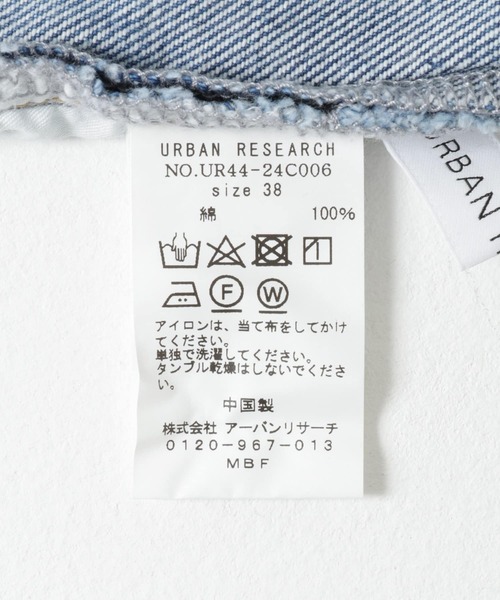 URBAN RESEARCH
NO.UR44-24C006
size 38
綿 100%
F W
アイロンは、当て布をしてかけ
てください。
単独で洗濯してください。
タンブル乾燥はしないでくださ
い。
中国製
株式会社 アーバンリサーチ
0120-967-013
MBF
URBAN